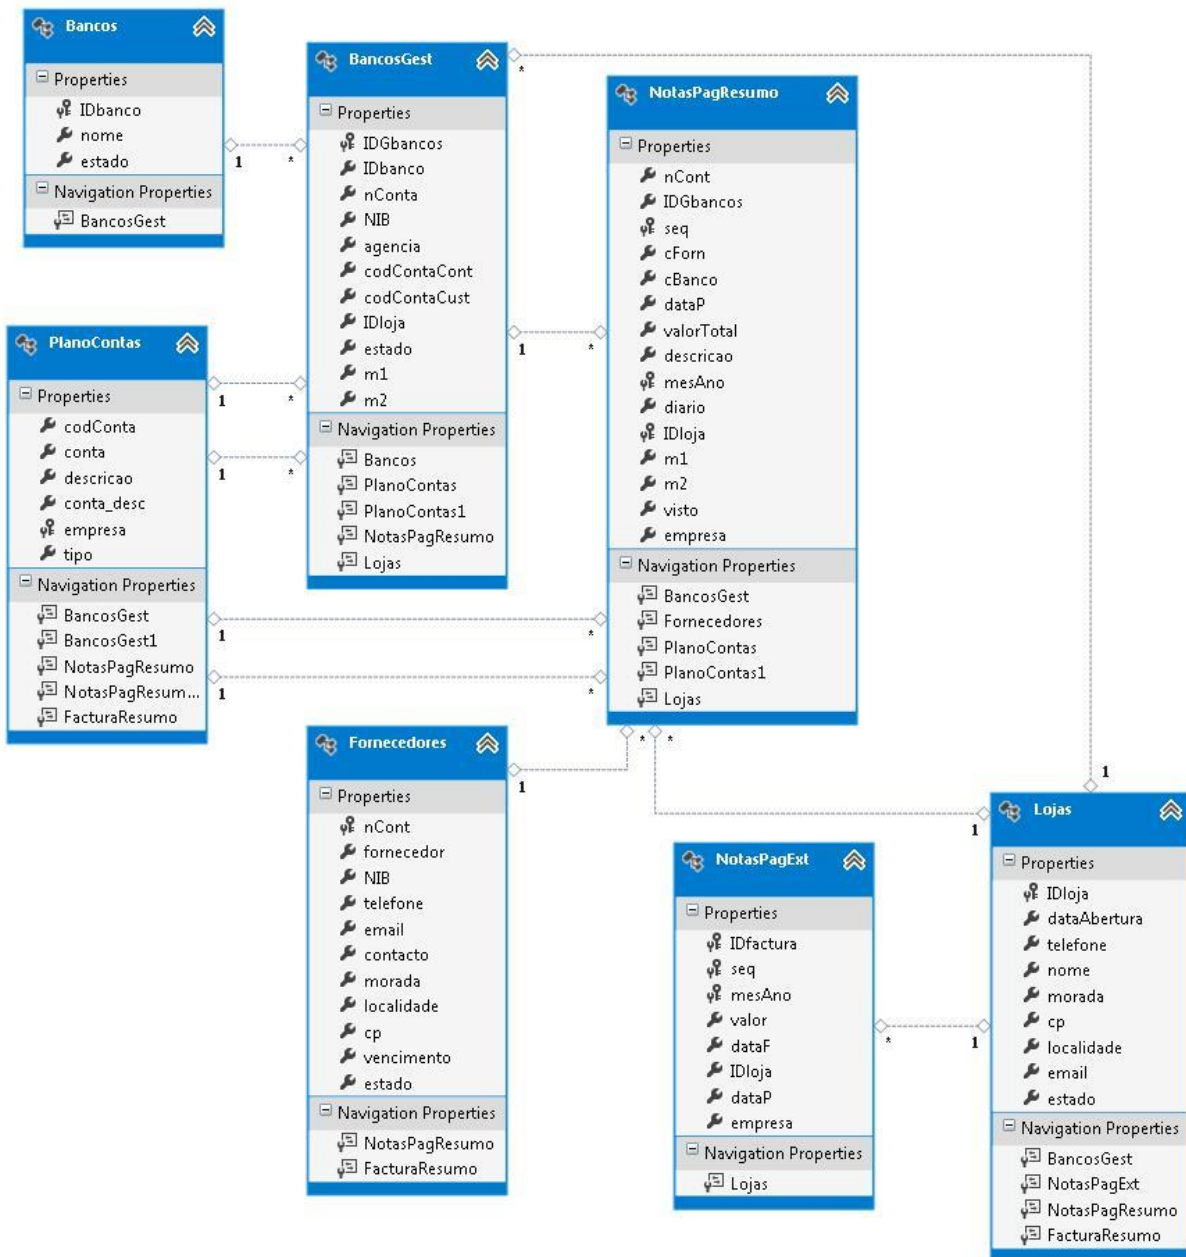 Bancos
Properties
IDbanco
nome
estado
Navigation Properties
BancosGest
1
*
BancosGest
Properties
IDGbancos
IDbanco
nConta
NIB
agencia
codContaCont
codContaCust
IDloja
estado
m1
m2
Navigation Properties
Bancos
PlanoContas
PlanoContas1
NotasPagResumo
Lojas
*
1
*
NotasPagResumo
Properties
nCont
IDGbancos
seq
cForn
cBanco
dataP
valorTotal
descricao
mesAno
diario
IDloja
m1
m2
visto
empresa
Navigation Properties
BancosGest
Fornecedores
PlanoContas
PlanoContas1
Lojas
PlanoContas
Properties
codConta
conta
descricao
conta_desc
empresa
tipo
Navigation Properties
BancosGest
BancosGest1
NotasPagResumo
NotasPagResum...
FacturaResumo
1
*
1
*
1
*
1
*
Fornecedores
Properties
nCont
fornecedor
NIB
telefone
email
contacto
morada
localidade
cp
vencimento
estado
Navigation Properties
NotasPagResumo
FacturaResumo
1
*
*
1
NotasPagExt
Properties
IDfactura
seq
mesAno
valor
dataF
IDloja
dataP
empresa
Navigation Properties
Lojas
*
1
1
Lojas
Properties
IDloja
dataAbertura
telefone
nome
morada
cp
localidade
email
estado
Navigation Properties
BancosGest
NotasPagExt
NotasPagResumo
FacturaResumo